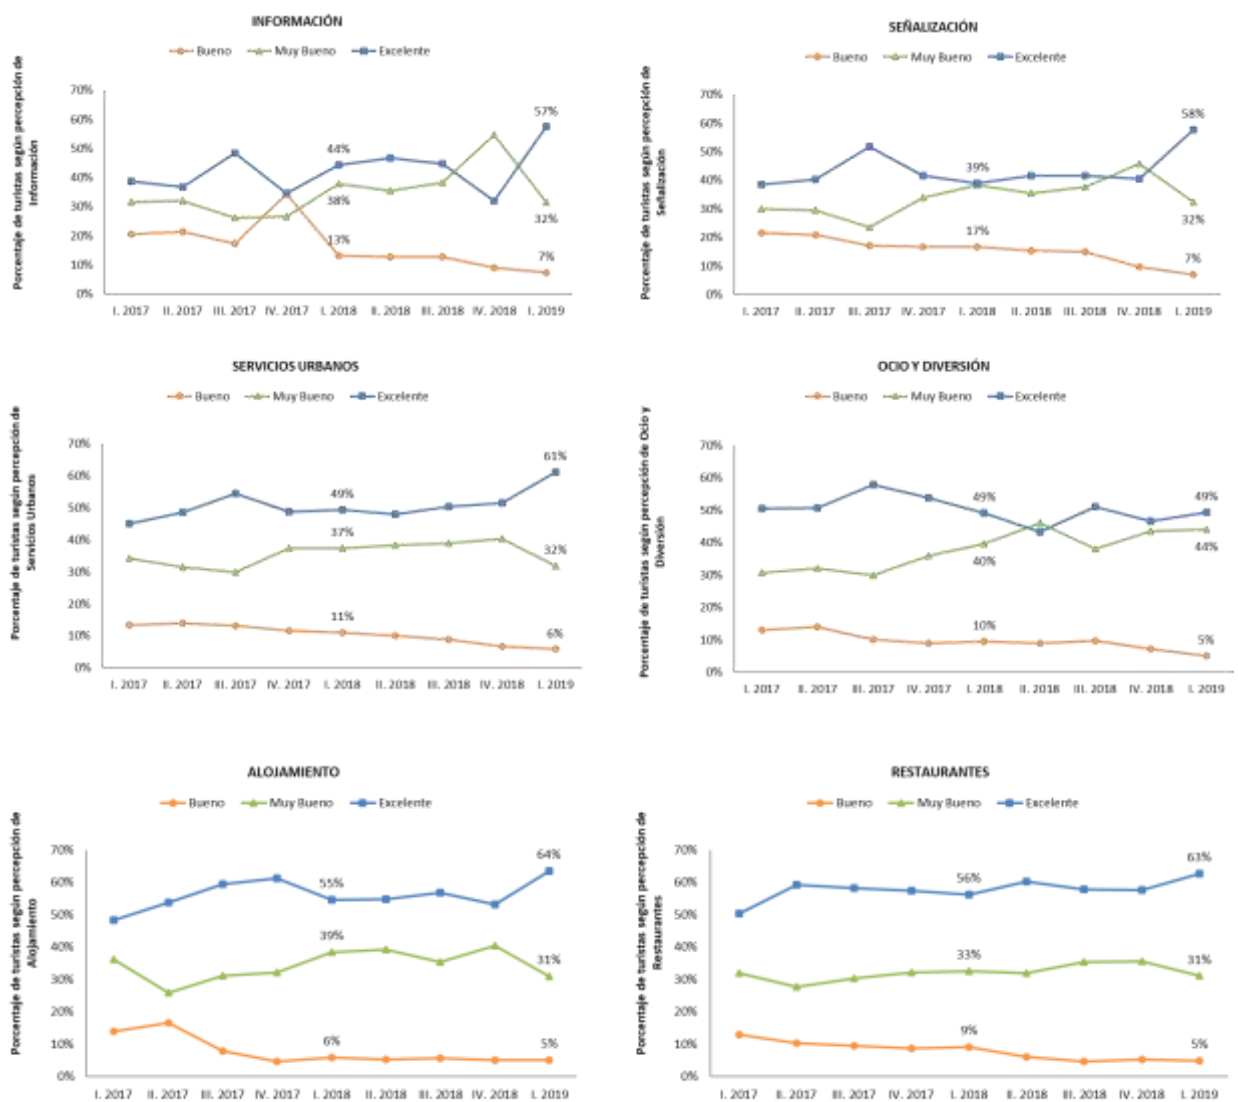 INFORMACIÓN
Bueno Muy Bueno Excelente
Porcentaje de turistas según percepción de
Información
70%
60%
50%
40%
30%
20%
10%
0%
57%
44%
38%
32%
13%
7%
I. 2017 II. 2017 III. 2017 IV. 2017 I. 2018 II. 2018 III. 2018 IV. 2018 I. 2019
SEÑALIZACIÓN
Bueno Muy Bueno Excelente
Porcentaje de turistas según percepción de
Señalización
70%
60%
50%
40%
30%
20%
10%
0%
58%
39%
32%
17%
7%
I. 2017 II. 2017 III. 2017 IV. 2017 I. 2018 II. 2018 III. 2018 IV. 2018 I. 2019
SERVICIOS URBANOS
Bueno Muy Bueno Excelente
Porcentaje de turistas según percepción de
Servicios Urbanos
70%
60%
50%
40%
30%
20%
10%
0%
61%
49%
37%
32%
11%
6%
I. 2017 II. 2017 III. 2017 IV. 2017 I. 2018 II. 2018 III. 2018 IV. 2018 I. 2019
OCIO Y DIVERSIÓN
Bueno Muy Bueno Excelente
Porcentaje de turistas según percepción de Ocio y
Diversión
70%
60%
50%
40%
30%
20%
10%
0%
49%
49%
44%
40%
10%
5%
I. 2017 II. 2017 III. 2017 IV. 2017 I. 2018 II. 2018 III. 2018 IV. 2018 I. 2019
ALOJAMIENTO
Bueno Muy Bueno Excelente
Porcentaje de turistas según percepción de
Alojamiento
70%
60%
50%
40%
30%
20%
10%
0%
64%
55%
39%
31%
6%
5%
I. 2017 II. 2017 III. 2017 IV. 2017 I. 2018 II. 2018 III. 2018 IV. 2018 I. 2019
RESTAURANTES
Bueno Muy Bueno Excelente
Porcentaje de turistas según percepción de
Restaurantes
70%
60%
50%
40%
30%
20%
10%
0%
63%
56%
33%
31%
9%
5%
I. 2017 II. 2017 III. 2017 IV. 2017 I. 2018 II. 2018 III. 2018 IV. 2018 I. 2019